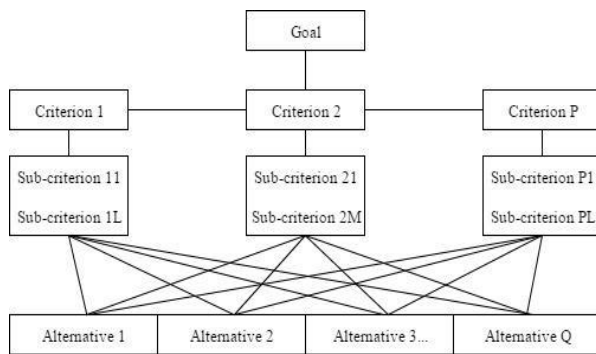 Goal
Criterion 1
Criterion 2
Criterion P
Sub-criterion 11
Sub-criterion 1L
Sub-criterion 21
Sub-criterion 2M
Sub-criterion P1
Sub-criterion PL
Alternative 1
Alternative 2
Alternative 3...
Alternative Q